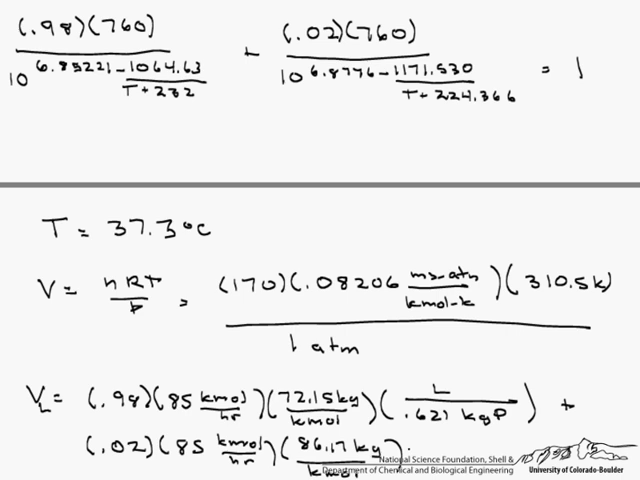 (.98)(760) + (.02)(760) = 1
10^6.85221-1064.63/T+232 10^6.8776-1171.530/T+224.366
T = 37.3°C
V = nRT/P = (170)(.08206 m3-atm/kmol-K)(310.5K)
1 atm
VL = (.98)(85 kmol/hr)(72.15kg/kmol)(L/.621 kg) +
(.02)(85 kmol/hr)(86.17kg/kmol).
National Science Foundation, Shell &
Department of Chemical and Biological Engineering
University of Colorado-Boulder